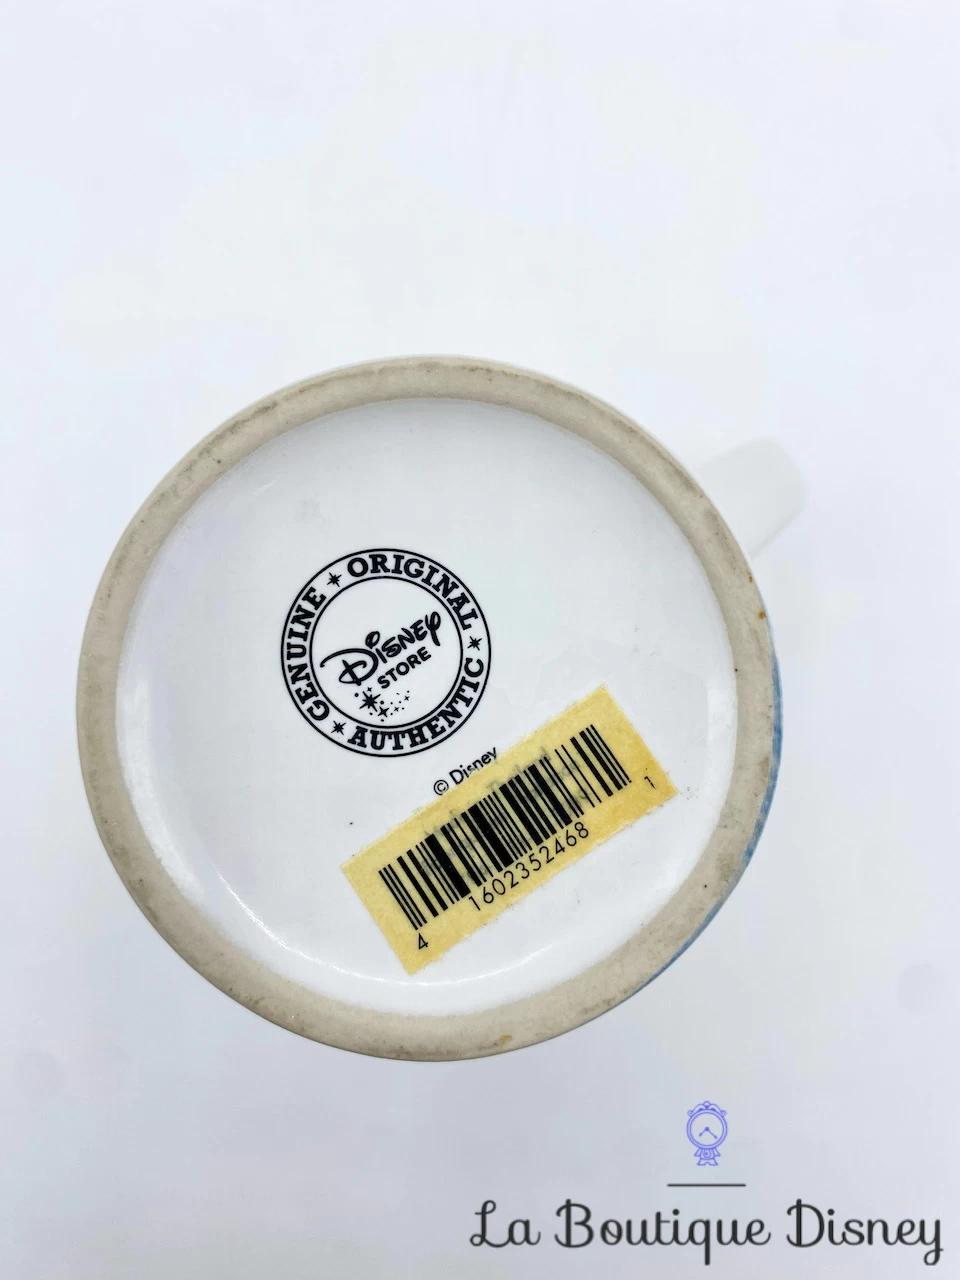 GENUINE ORIGINAL AUTHENTIC
Disney
STORE
© Disney
4 1602352468 1
La Boutique Disney